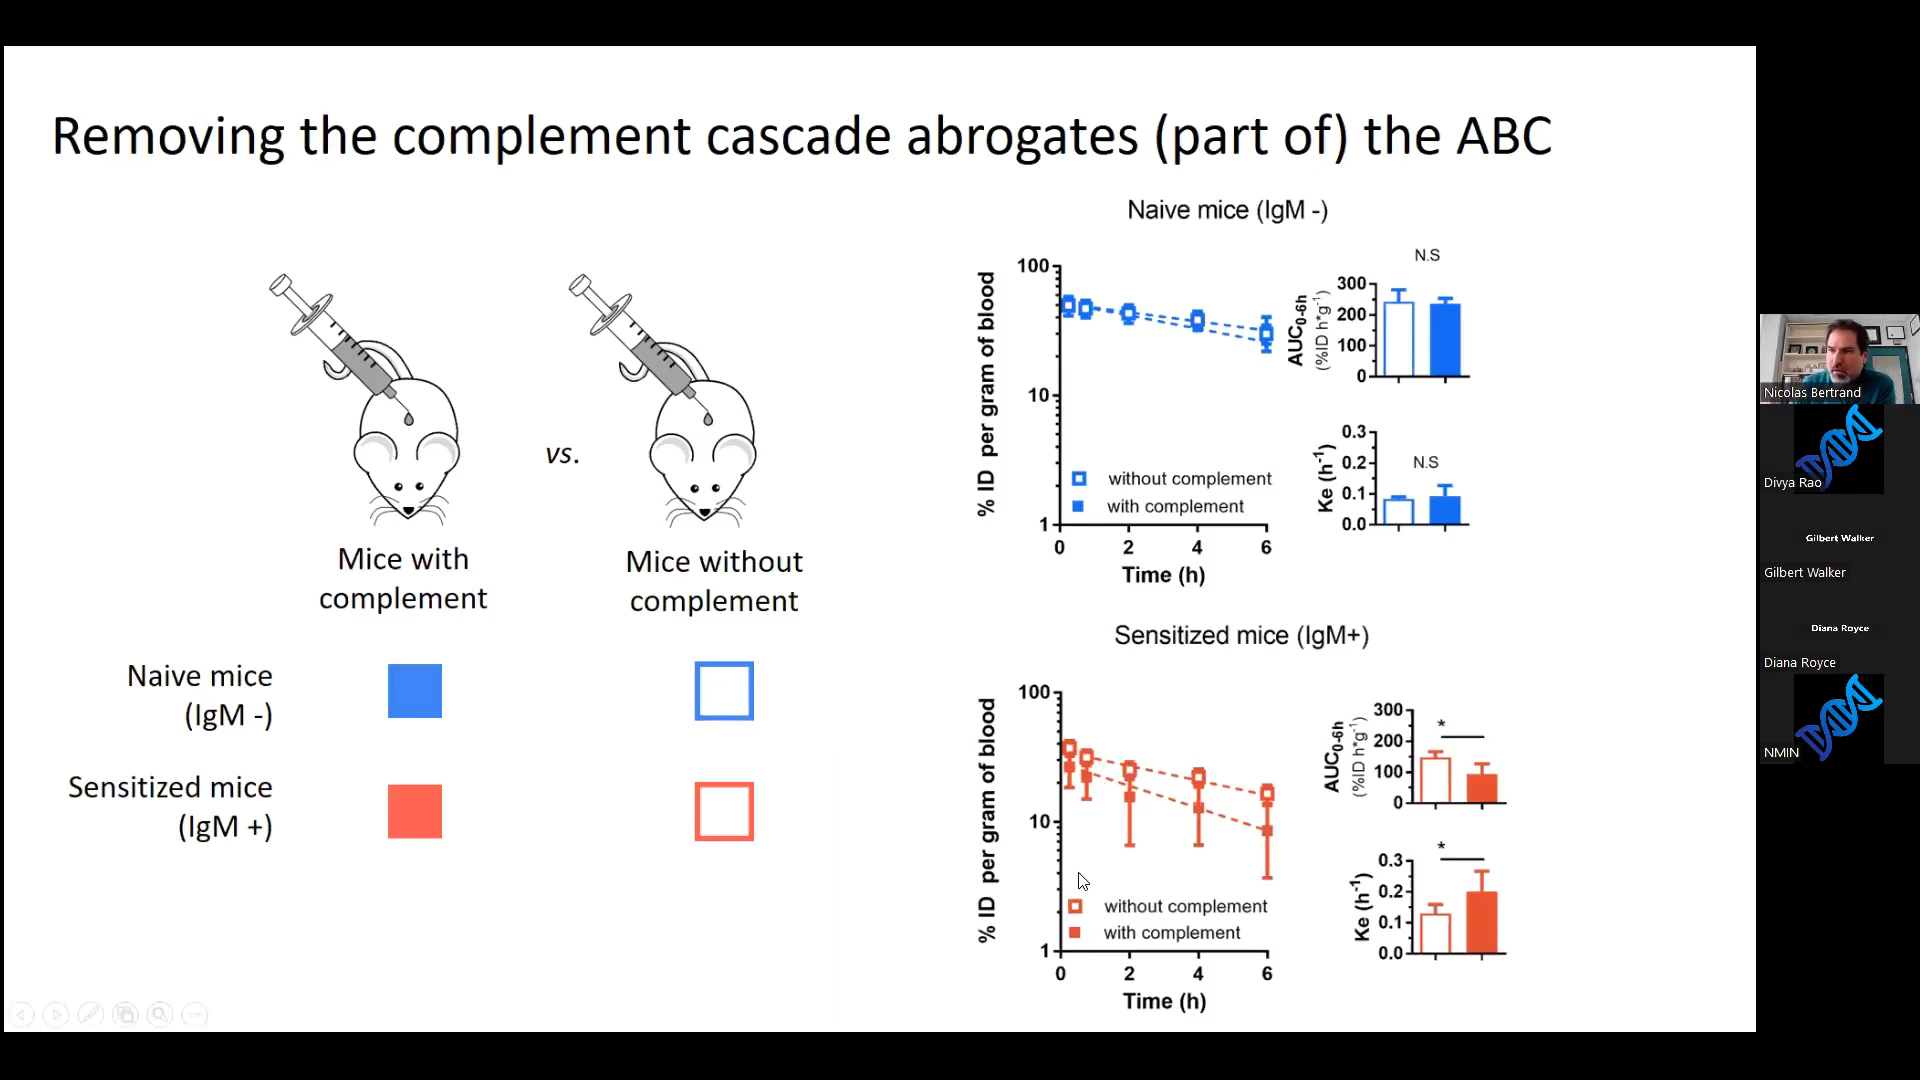 Removing the complement cascade abrogates (part of) the ABC
vs.
Mice with
complement
Mice without
complement
Naive mice
(IgM -)
Sensitized mice
(IgM +)
Naive mice (IgM -)
% ID per gram of blood
100
10
1
0 2 4 6
Time (h)
without complement
with complement
N.S
AUC0-6h
(%ID h*g-1)
300
200
100
0
N.S
Ke (h-1)
0.3
0.2
0.1
0.0
Sensitized mice (IgM+)
% ID per gram of blood
100
10
1
0 2 4 6
Time (h)
without complement
with complement
*
AUC0-6h
(%ID h*g-1)
300
200
100
0
*
Ke (h-1)
0.3
0.2
0.1
0.0
Nicolas Bertrand
Divya Rao
Gilbert Walker
Gilbert Walker
Diana Royce
Diana Royce
NMIN